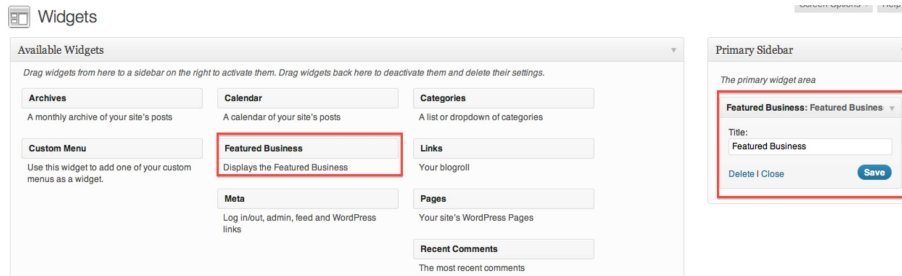 Screen Options Help
Widgets
Available Widgets
Drag widgets from here to a sidebar on the right to activate them. Drag widgets back here to deactivate them and delete their settings.
Archives
A monthly archive of your site's posts
Calendar
A calendar of your site's posts
Categories
A list or dropdown of categories
Custom Menu
Use this widget to add one of your custom
menus as a widget.
Featured Business
Displays the Featured Business
Links
Your blogroll
Meta
Log in/out, admin, feed and WordPress
links
Pages
Your site's WordPress Pages
Recent Comments
The most recent comments
Primary Sidebar
The primary widget area
Featured Business: Featured Busines
Title:
Featured Business
Delete | Close
Save